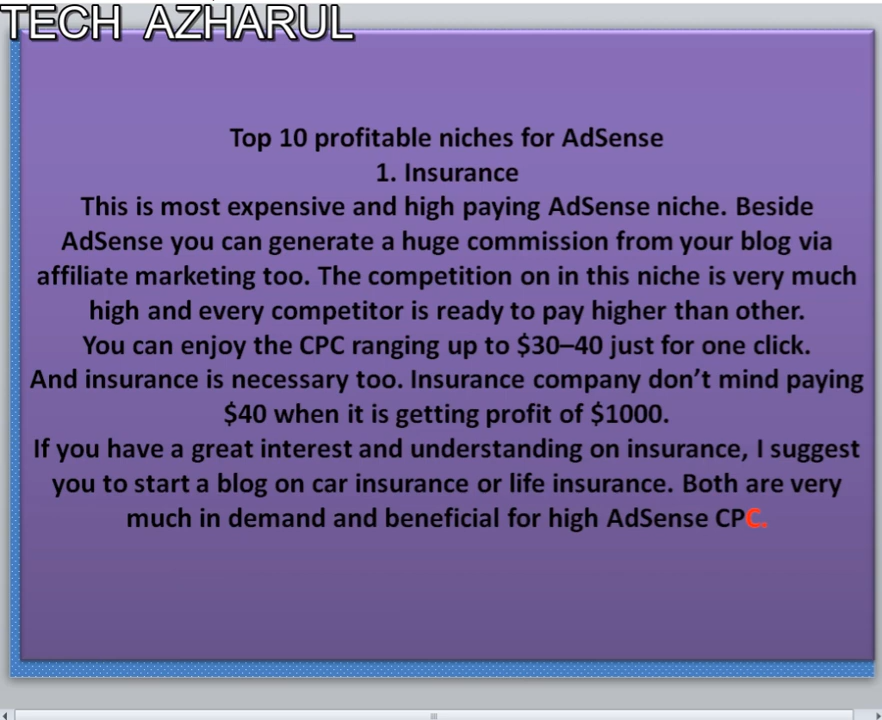 TECH AZHARUL
Top 10 profitable niches for AdSense
1. Insurance
This is most expensive and high paying AdSense niche. Beside
AdSense you can generate a huge commission from your blog via
affiliate marketing too. The competition on in this niche is very much
high and every competitor is ready to pay higher than other.
You can enjoy the CPC ranging up to $30–40 just for one click.
And insurance is necessary too. Insurance company don’t mind paying
$40 when it is getting profit of $1000.
If you have a great interest and understanding on insurance, I suggest
you to start a blog on car insurance or life insurance. Both are very
much in demand and beneficial for high AdSense CPC.